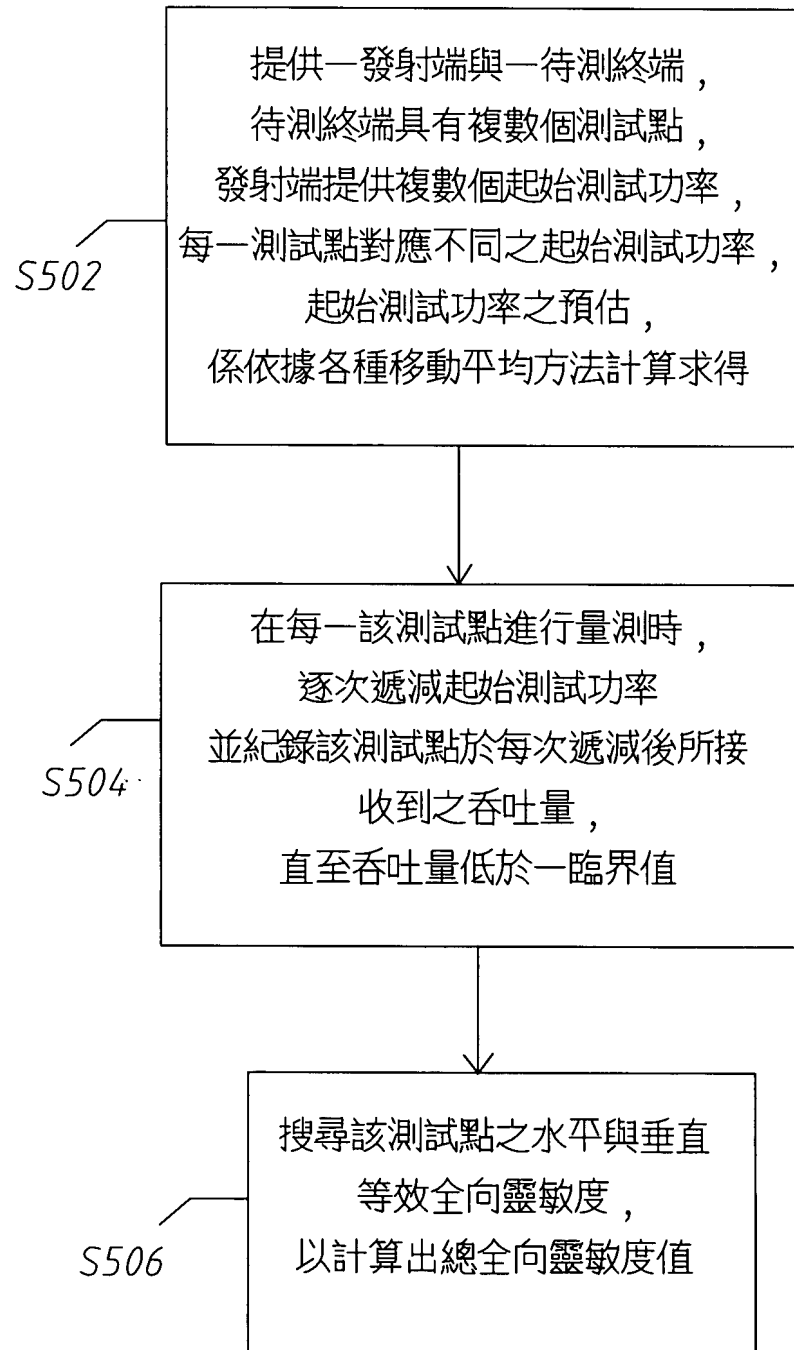 提供一發射端與一待測終端,
待測終端具有複數個測試點,
發射端提供複數個起始測試功率,
每一測試點對應不同之起始測試功率,
起始測試功率之預估,
係依據各種移動平均方法計算求得
S502
在每一該測試點進行量測時,
逐次遞減起始測試功率
並紀錄該測試點於每次遞減後所接
收到之吞吐量,
直至吞吐量低於一臨界值
S504
搜尋該測試點之水平與垂直
等效全向靈敏度,
以計算出總全向靈敏度值
S506